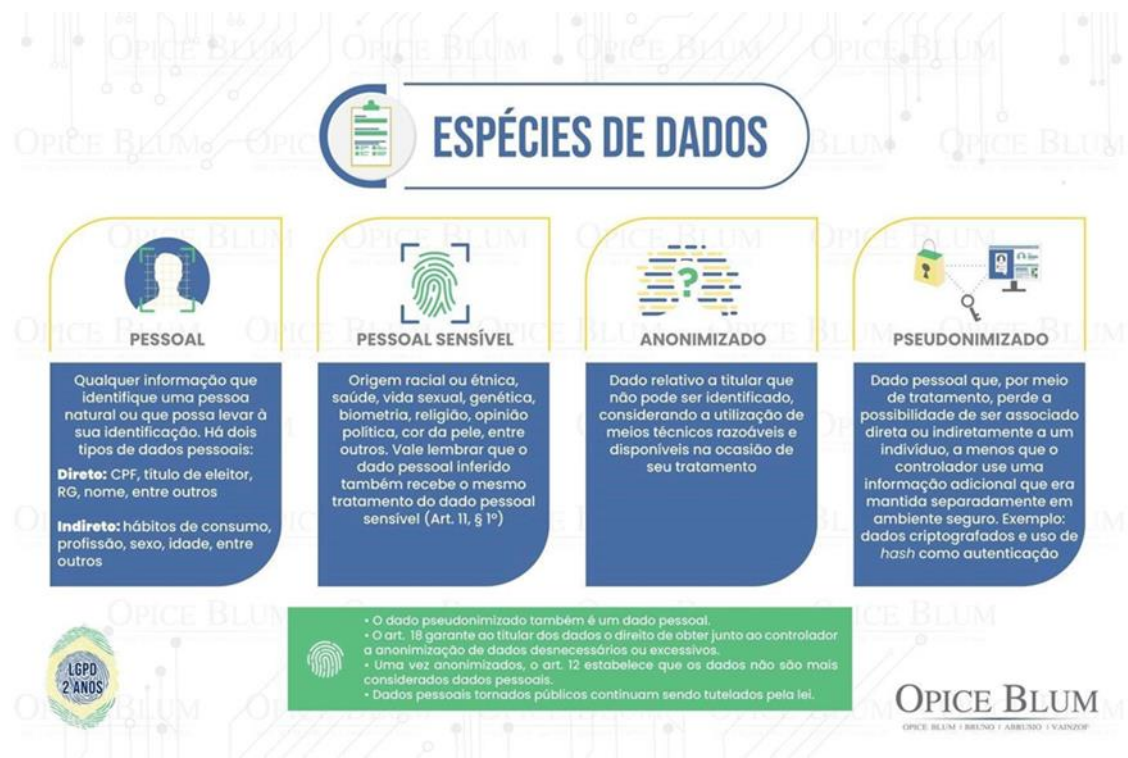 ESPÉCIES DE DADOS
PESSOAL
Qualquer informação que
identifique uma pessoa
natural ou que possa levar à
sua identificação. Há dois
tipos de dados pessoais:
Direto: CPF, título de eleitor,
RG, nome, entre outros
Indireto: hábitos de consumo,
profissão, sexo, idade, entre
outros
PESSOAL SENSÍVEL
Origem racial ou étnica,
saúde, vida sexual, genética,
biometria, religião, opinião
política, cor da pele, entre
outros. Vale lembrar que o
dado pessoal inferido
também recebe o mesmo
tratamento do dado pessoal
sensível (Art. 11, § 1º)
ANONIMIZADO
Dado relativo a titular que
não pode ser identificado,
considerando a utilização de
meios técnicos razoáveis e
disponíveis na ocasião de
seu tratamento
PSEUDONIMIZADO
Dado pessoal que, por meio
de tratamento, perde a
possibilidade de ser associado
direta ou indiretamente a um
indivíduo, a menos que o
controlador use uma
informação adicional que era
mantida separadamente em
ambiente seguro. Exemplo:
dados criptografados e uso de
hash como autenticação
LGPD
2 ANOS
• O dado pseudonimizado também é um dado pessoal.
• O art. 18 garante ao titular dos dados o direito de obter junto ao controlador
a anonimização de dados desnecessários ou excessivos.
• Uma vez anonimizados, o art. 12 estabelece que os dados não são mais
considerados dados pessoais.
• Dados pessoais tornados públicos continuam sendo tutelados pela lei.
OPICE BLUM
OPICE BLUM | BRUNO | ABRUSIO | VAINZOF